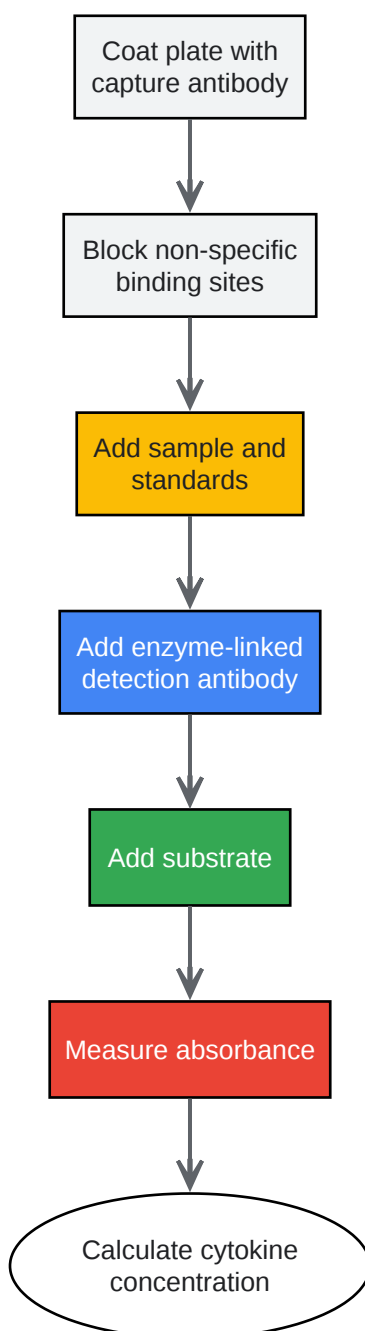 Coat plate with
capture antibody
Block non-specific
binding sites
Add sample and
standards
Add enzyme-linked
detection antibody
Add substrate
Measure absorbance
Calculate cytokine
concentration